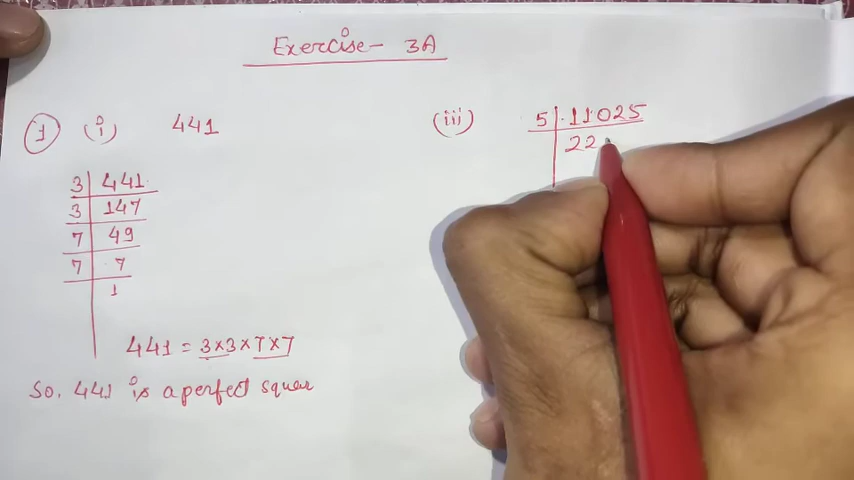 Exercise- 3A
1 (i) 441
3 | 441
3 | 147
7 | 49
7 | 7
1
441 = 3×3×7×7
So, 441 is a perfect squar
(iii) 5 | 11025
22